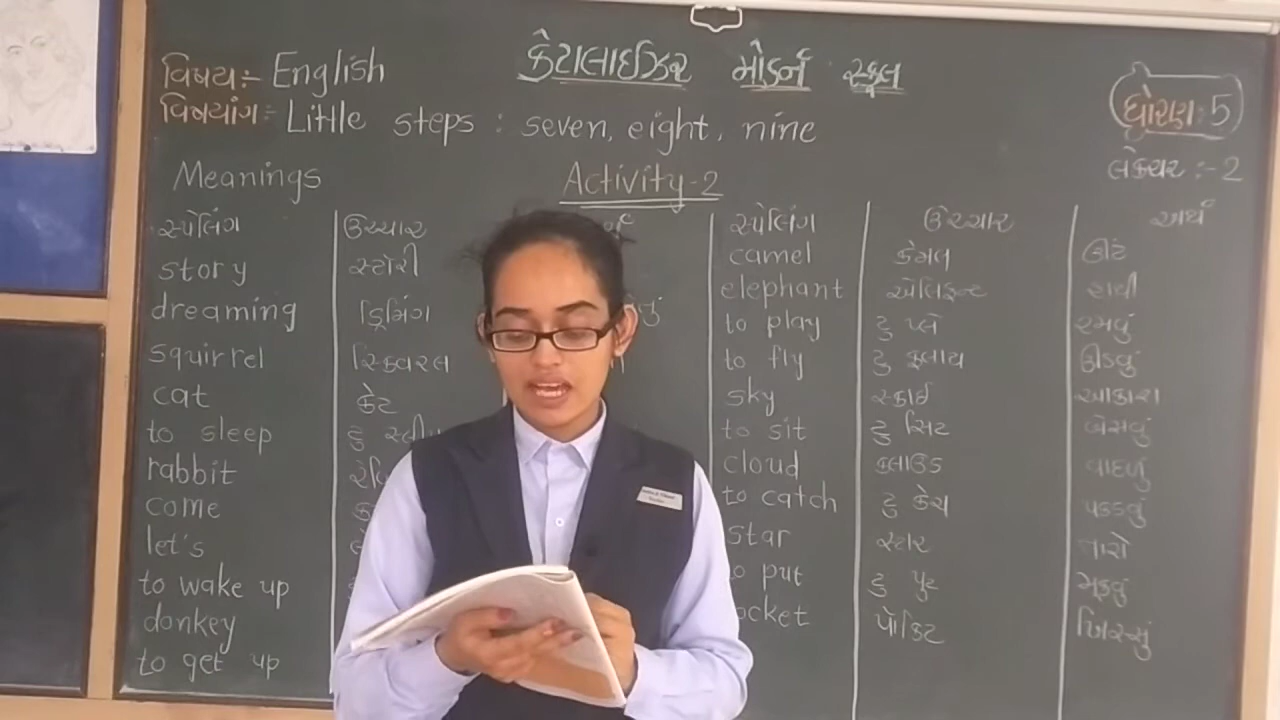 વિષય:- English
કેટાલાઈઝર મોડર્ન સ્કૂલ
ધોરણ:5
વિષયાંગ:- Little steps : seven, eight, nine
લેક્ચર :-2
Meanings
Activity-2
સ્પેલિંગ ઉચ્ચાર સ્પેલિંગ ઉચ્ચાર અર્થ
story સ્ટોરી camel કેમલ ઊંટ
dreaming ડ્રિમિંગ elephant એલિફન્ટ હાથી
squirrel સ્કિવરલ to play ટુ પ્લે રમવું
cat કેટ to fly ટુ ફ્લાય ઊડવું
to sleep ટુ sky સ્કાઈ આકાશ
rabbit to sit ટુ સિટ બેસવું
come cloud ક્લાઉડ વાદળું
let's to catch ટુ કેચ પકડવું
to wake up star સ્ટાર તારો
donkey put ટુ પુટ મૂકવું
to get up પોકિટ ખિસ્સું